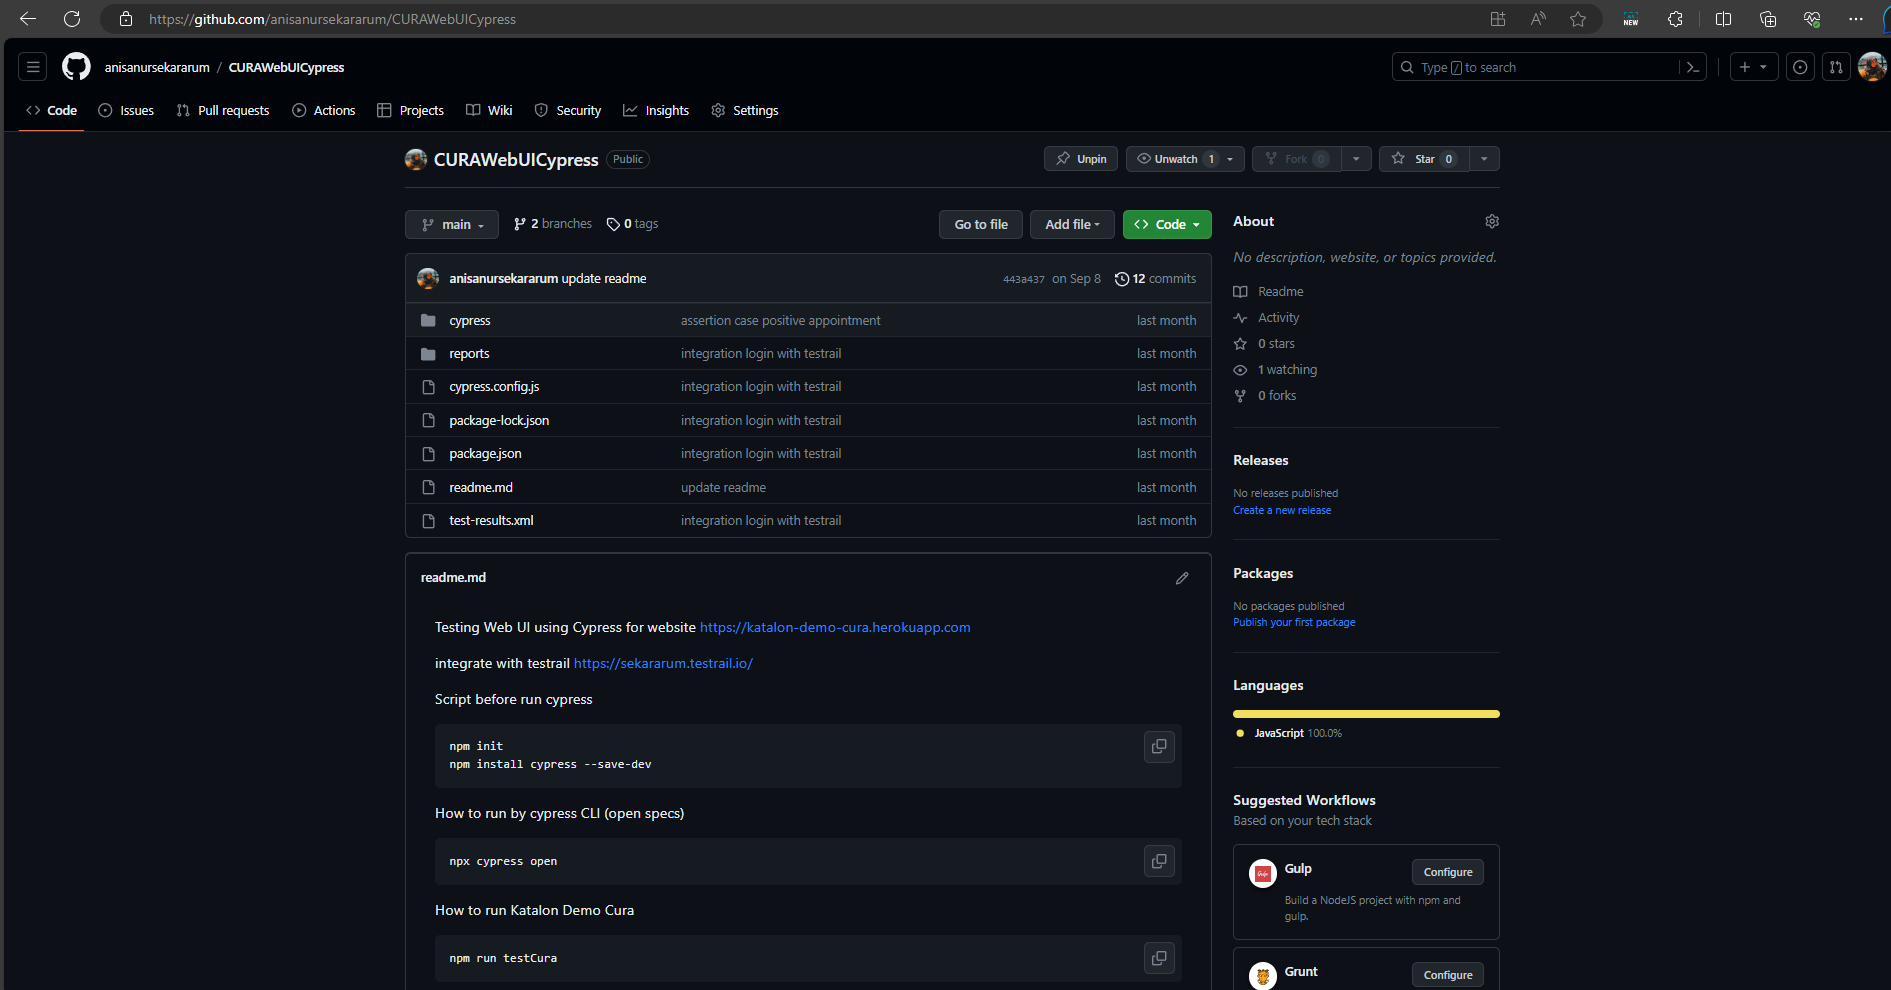 https://github.com/anisanursekararum/CURAWebUICypress
NEW
anisanursekararum / CURAWebUICypress
Type / to search
Code
Issues
Pull requests
Actions
Projects
Wiki
Security
Insights
Settings
CURAWebUICypress Public
Unpin
Unwatch 1
Fork 0
Star 0
main
2 branches
0 tags
Go to file
Add file
Code
anisanursekararum update readme
443a437 on Sep 8
12 commits
cypress assertion case positive appointment last month
reports integration login with testrail last month
cypress.config.js integration login with testrail last month
package-lock.json integration login with testrail last month
package.json integration login with testrail last month
readme.md update readme last month
test-results.xml integration login with testrail last month
readme.md
Testing Web UI using Cypress for website https://katalon-demo-cura.herokuapp.com
integrate with testrail https://sekararum.testrail.io/
Script before run cypress
npm init
npm install cypress --save-dev
How to run by cypress CLI (open specs)
npx cypress open
How to run Katalon Demo Cura
npm run testCura
About
No description, website, or topics provided.
Readme
Activity
0 stars
1 watching
0 forks
Releases
No releases published
Create a new release
Packages
No packages published
Publish your first package
Languages
JavaScript 100.0%
Suggested Workflows
Based on your tech stack
Gulp
Configure
Build a NodeJS project with npm and
gulp.
Grunt
Configure